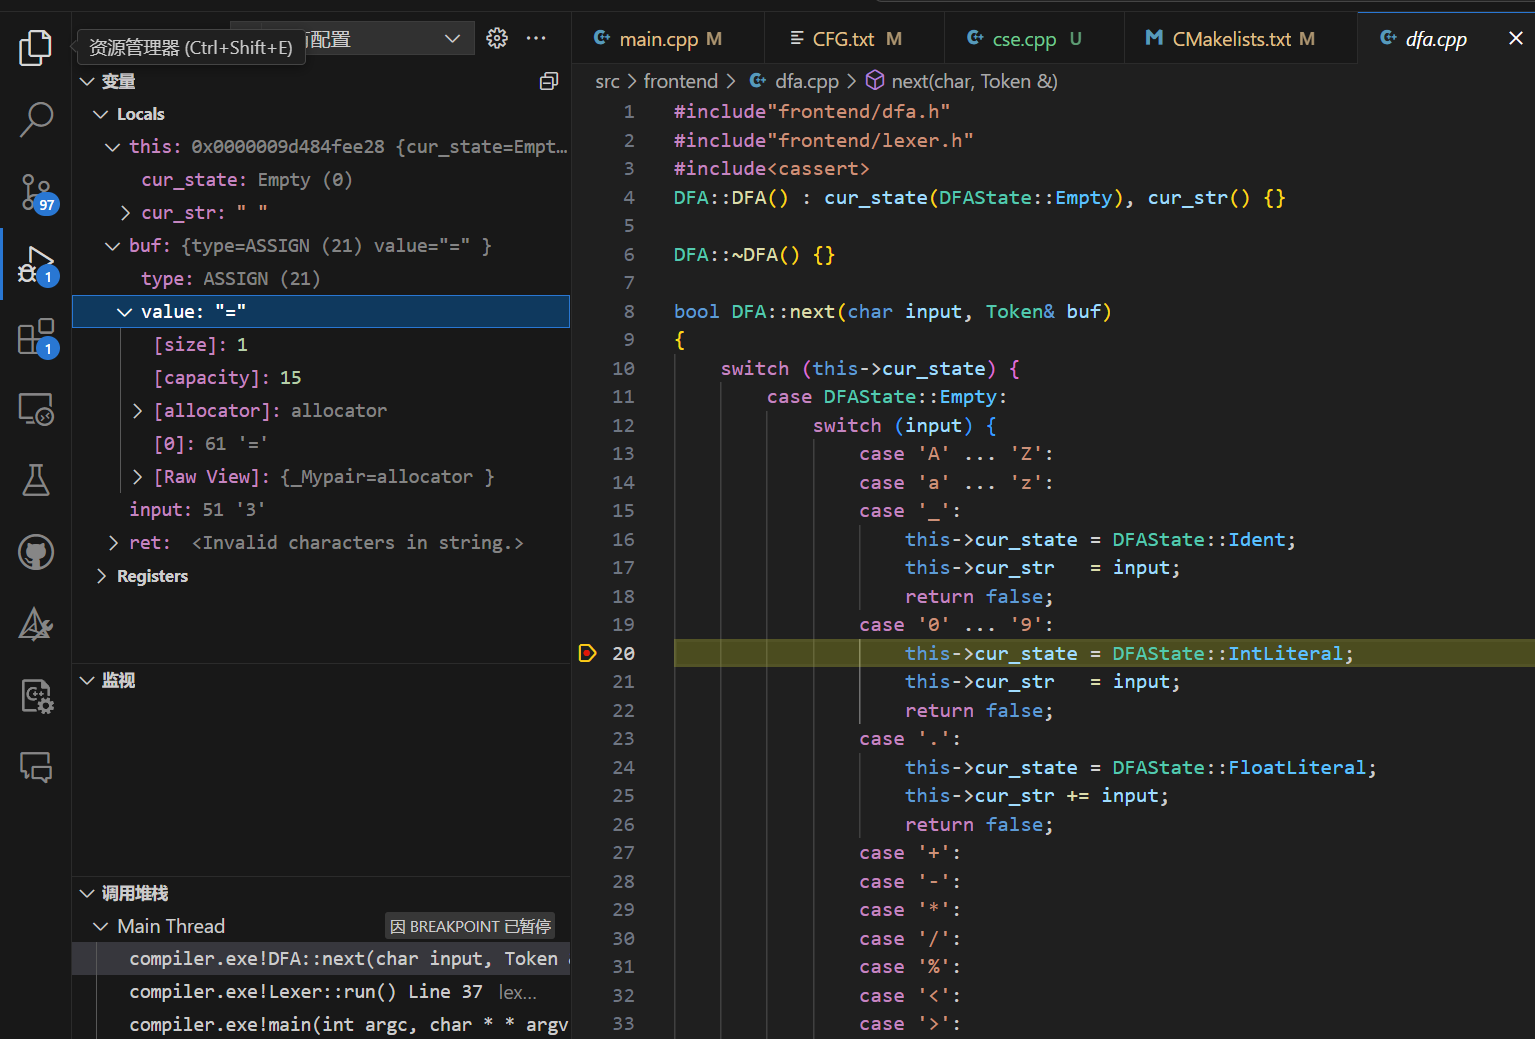 资源管理器 (Ctrl+Shift+E)
配置
变量
Locals
this: 0x0000009d484fee28 {cur_state=Empt...
cur_state: Empty (0)
cur_str: " "
buf: {type=ASSIGN (21) value="=" }
type: ASSIGN (21)
value: "="
[size]: 1
[capacity]: 15
[allocator]: allocator
[0]: 61 '='
[Raw View]: {_Mypair=allocator }
input: 51 '3'
ret: <Invalid characters in string.>
Registers
97
1
1
监视
调用堆栈
Main Thread 因 BREAKPOINT 已暂停
compiler.exe!DFA::next(char input, Token
compiler.exe!Lexer::run() Line 37 lex...
compiler.exe!main(int argc, char * * argv
main.cpp M
CFG.txt M
cse.cpp U
CMakelists.txt M
dfa.cpp
src > frontend > dfa.cpp > next(char, Token &)
1 #include"frontend/dfa.h"
2 #include"frontend/lexer.h"
3 #include<cassert>
4 DFA::DFA() : cur_state(DFAState::Empty), cur_str() {}
5
6 DFA::~DFA() {}
7
8 bool DFA::next(char input, Token& buf)
9 {
10 switch (this->cur_state) {
11 case DFAState::Empty:
12 switch (input) {
13 case 'A' ... 'Z':
14 case 'a' ... 'z':
15 case '_':
16 this->cur_state = DFAState::Ident;
17 this->cur_str   = input;
18 return false;
19 case '0' ... '9':
20 this->cur_state = DFAState::IntLiteral;
21 this->cur_str   = input;
22 return false;
23 case '.':
24 this->cur_state = DFAState::FloatLiteral;
25 this->cur_str += input;
26 return false;
27 case '+':
28 case '-':
29 case '*':
30 case '/':
31 case '%':
32 case '<':
33 case '>':